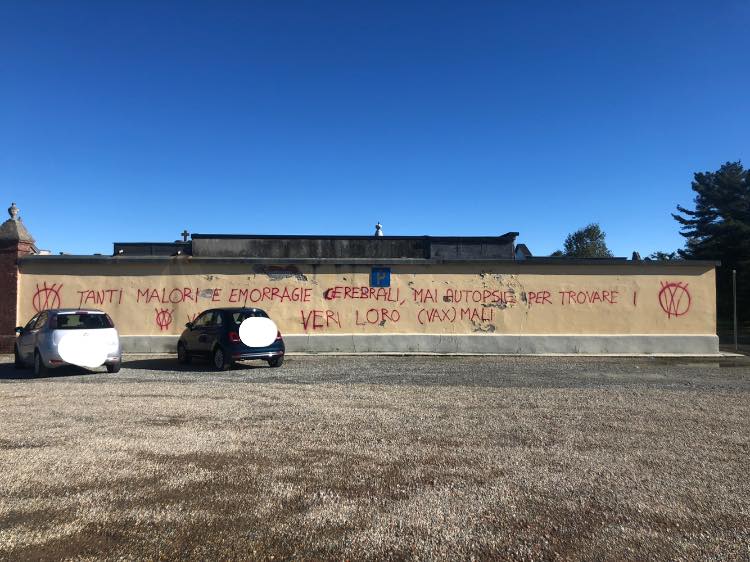 TANTI MALORI E EMORRAGIE CEREBRALI, MAI AUTOPSIE PER TROVARE I
VERI LORO (VAX) MALI
P